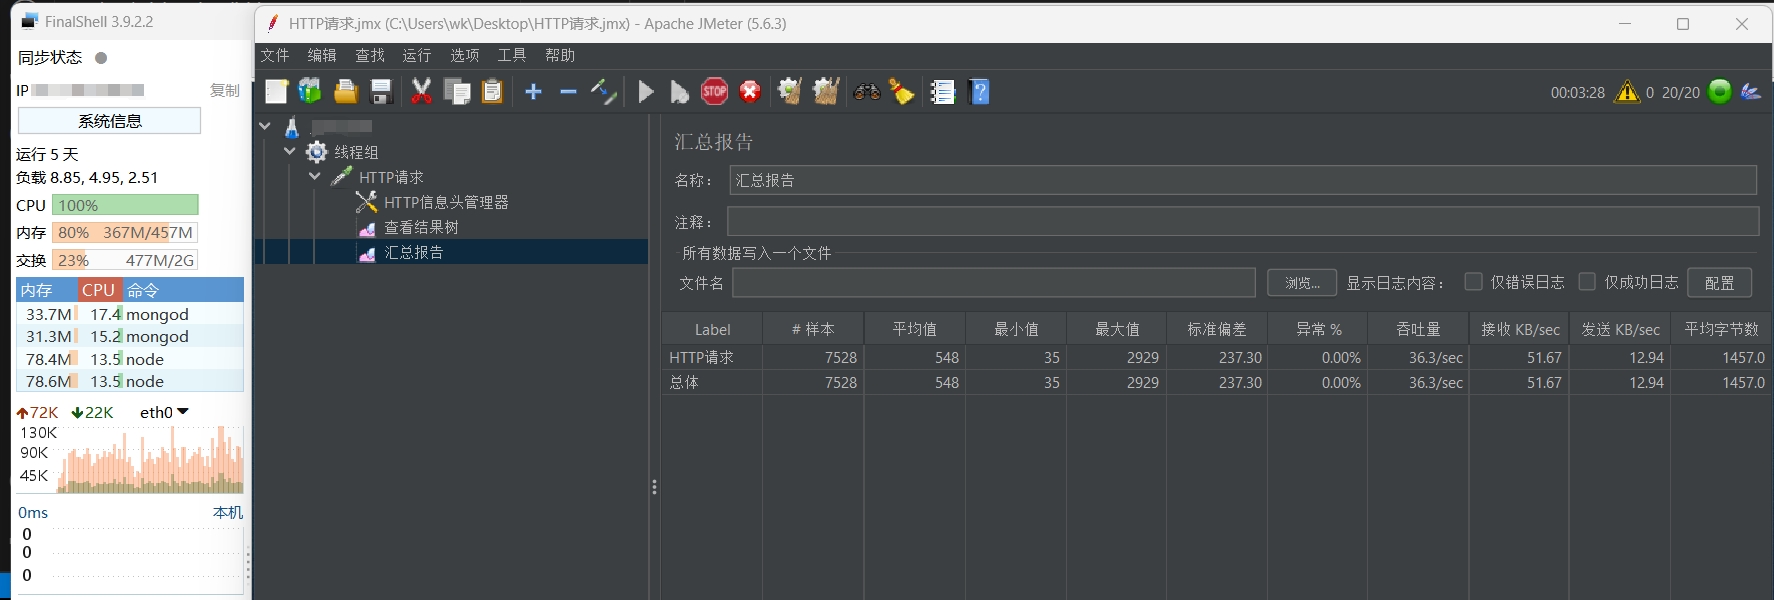 FinalShell 3.9.2.2
同步状态
IP
复制
系统信息
运行 5 天
负载 8.85, 4.95, 2.51
CPU 100%
内存 80% 367M/457M
交换 23% 477M/2G
内存 CPU 命令
33.7M 17.4 mongod
31.3M 15.2 mongod
78.4M 13.5 node
78.6M 13.5 node
72K 22K eth0
130K
90K
45K
0ms 本机
0
0
0
HTTP请求.jmx (C:\Users\wk\Desktop\HTTP请求.jmx) - Apache JMeter (5.6.3)
文件 编辑 查找 运行 选项 工具 帮助
STOP
?
00:03:28 0 20/20
线程组
HTTP请求
HTTP信息头管理器
查看结果树
汇总报告
汇总报告
名称： 汇总报告
注释：
所有数据写入一个文件
文件名 浏览... 显示日志内容： 仅错误日志 仅成功日志 配置
Label # 样本 平均值 最小值 最大值 标准偏差 异常 % 吞吐量 接收 KB/sec 发送 KB/sec 平均字节数
HTTP请求 7528 548 35 2929 237.30 0.00% 36.3/sec 51.67 12.94 1457.0
总体 7528 548 35 2929 237.30 0.00% 36.3/sec 51.67 12.94 1457.0